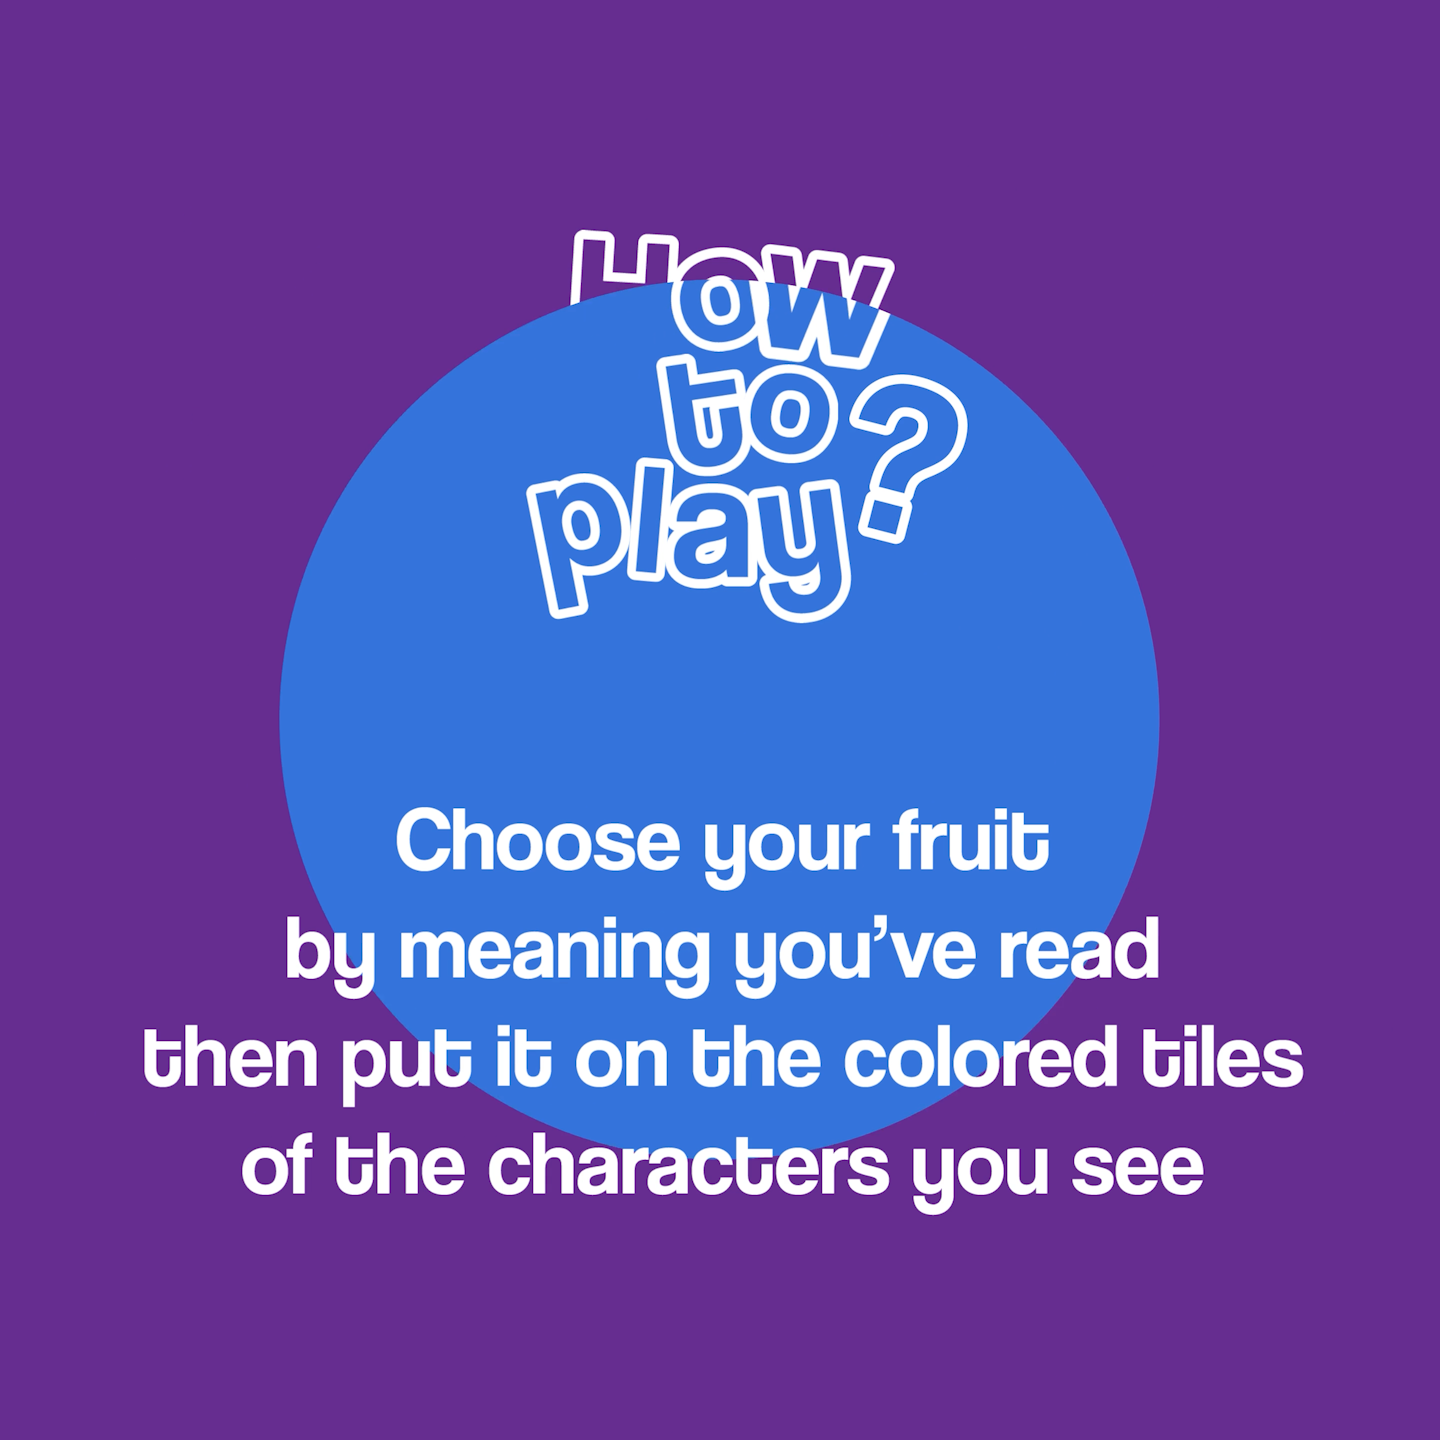 How
to
play?
Choose your fruit
by meaning you've read
then put it on the colored tiles
of the characters you see